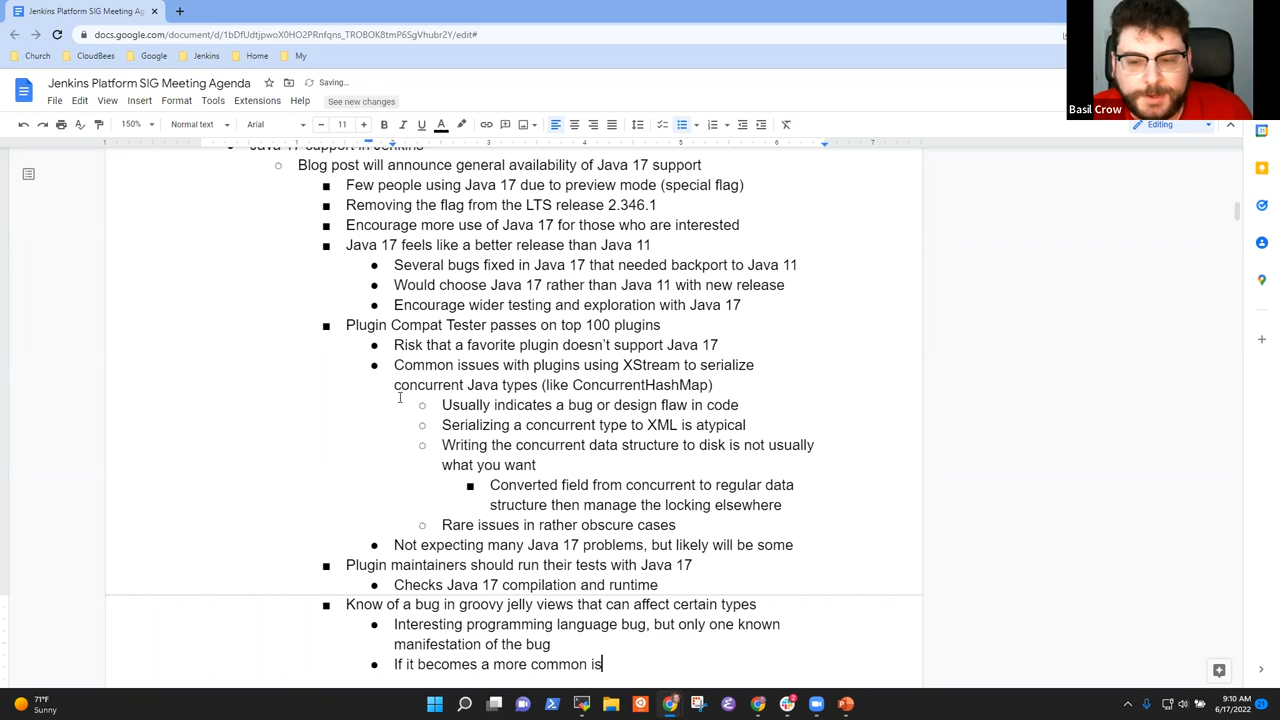 Jenkins Platform SIG Meeting Ag
docs.google.com/document/d/1bDfUdtjpwoX0HO2PRnfqns_TROBOK8tmP6SgVhubr2Y/edit#
Church
CloudBees
Google
Jenkins
Home
My
Basil Crow
Jenkins Platform SIG Meeting Agenda
Saving...
File Edit View Insert Format Tools Extensions Help
See new changes
150%
Normal text
Arial
11
Editing
Java 17 support in Jenkins
Blog post will announce general availability of Java 17 support
Few people using Java 17 due to preview mode (special flag)
Removing the flag from the LTS release 2.346.1
Encourage more use of Java 17 for those who are interested
Java 17 feels like a better release than Java 11
Several bugs fixed in Java 17 that needed backport to Java 11
Would choose Java 17 rather than Java 11 with new release
Encourage wider testing and exploration with Java 17
Plugin Compat Tester passes on top 100 plugins
Risk that a favorite plugin doesn't support Java 17
Common issues with plugins using XStream to serialize
concurrent Java types (like ConcurrentHashMap)
Usually indicates a bug or design flaw in code
Serializing a concurrent type to XML is atypical
Writing the concurrent data structure to disk is not usually
what you want
Converted field from concurrent to regular data
structure then manage the locking elsewhere
Rare issues in rather obscure cases
Not expecting many Java 17 problems, but likely will be some
Plugin maintainers should run their tests with Java 17
Checks Java 17 compilation and runtime
Know of a bug in groovy jelly views that can affect certain types
Interesting programming language bug, but only one known
manifestation of the bug
If it becomes a more common is
71°F
Sunny
9:10 AM
6/17/2022